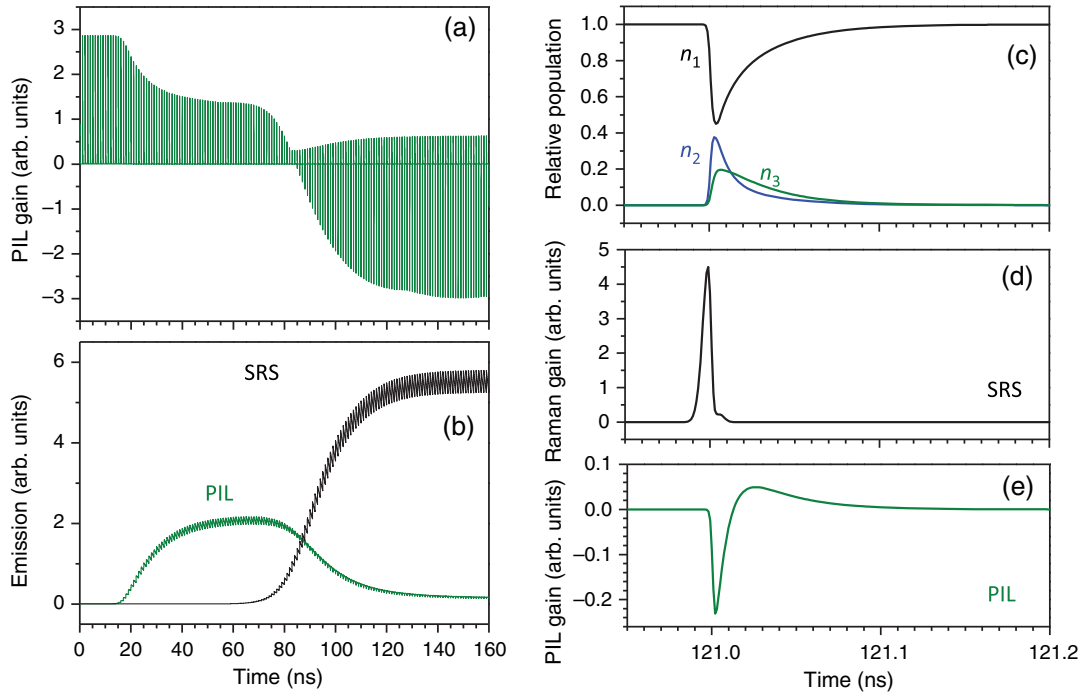 (a)
PIL gain (arb. units)
3
2
1
0
−1
−2
−3
(b)
Emission (arb. units)
6
4
2
0
SRS
PIL
0 20 40 60 80 100 120 140 160
Time (ns)
(c)
Relative population
1.0
0.8
0.6
0.4
0.2
0.0
n1
n2
n3
(d)
Raman gain (arb. units)
5
4
3
2
1
0
SRS
(e)
PIL gain (arb. units)
0.1
0.0
−0.1
−0.2
PIL
121.0 121.1 121.2
Time (ns)